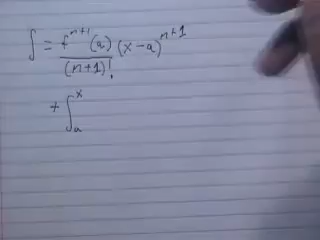 ∫ = f^{n+1}(a)/(n+1)! (x-a)^{n+1}
+ ∫_a^x